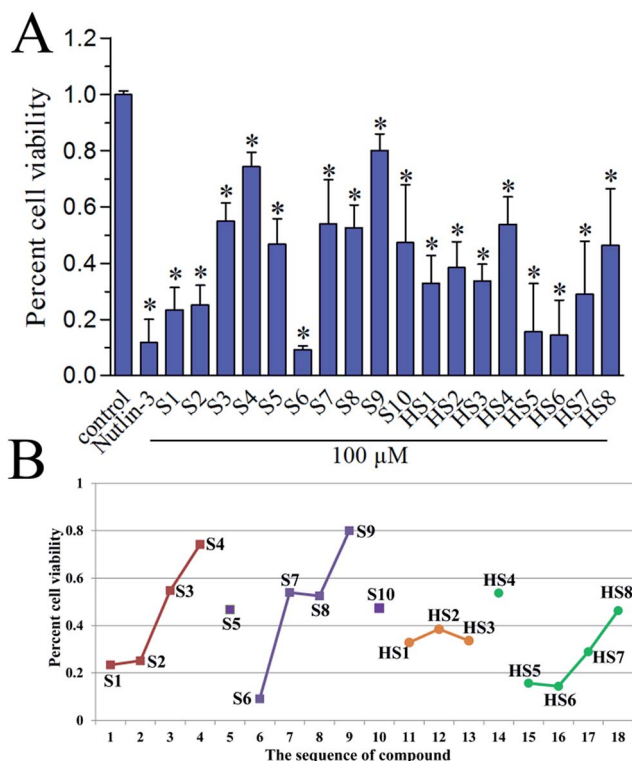 A
Percent cell viability
1.2
1.0
0.8
0.6
0.4
0.2
0.0
* * * * * * * * * * * * * * * * * * *
control Nutlin-3 S1 S2 S3 S4 S5 S6 S7 S8 S9 S10 HS1 HS2 HS3 HS4 HS5 HS6 HS7 HS8
100 µM
B
Percent cell viability
1
0.8
0.6
0.4
0.2
0
S1 S2 S3 S4 S5 S6 S7 S8 S9 S10 HS1 HS2 HS3 HS4 HS5 HS6 HS7 HS8
1 2 3 4 5 6 7 8 9 10 11 12 13 14 15 16 17 18
The sequence of compound